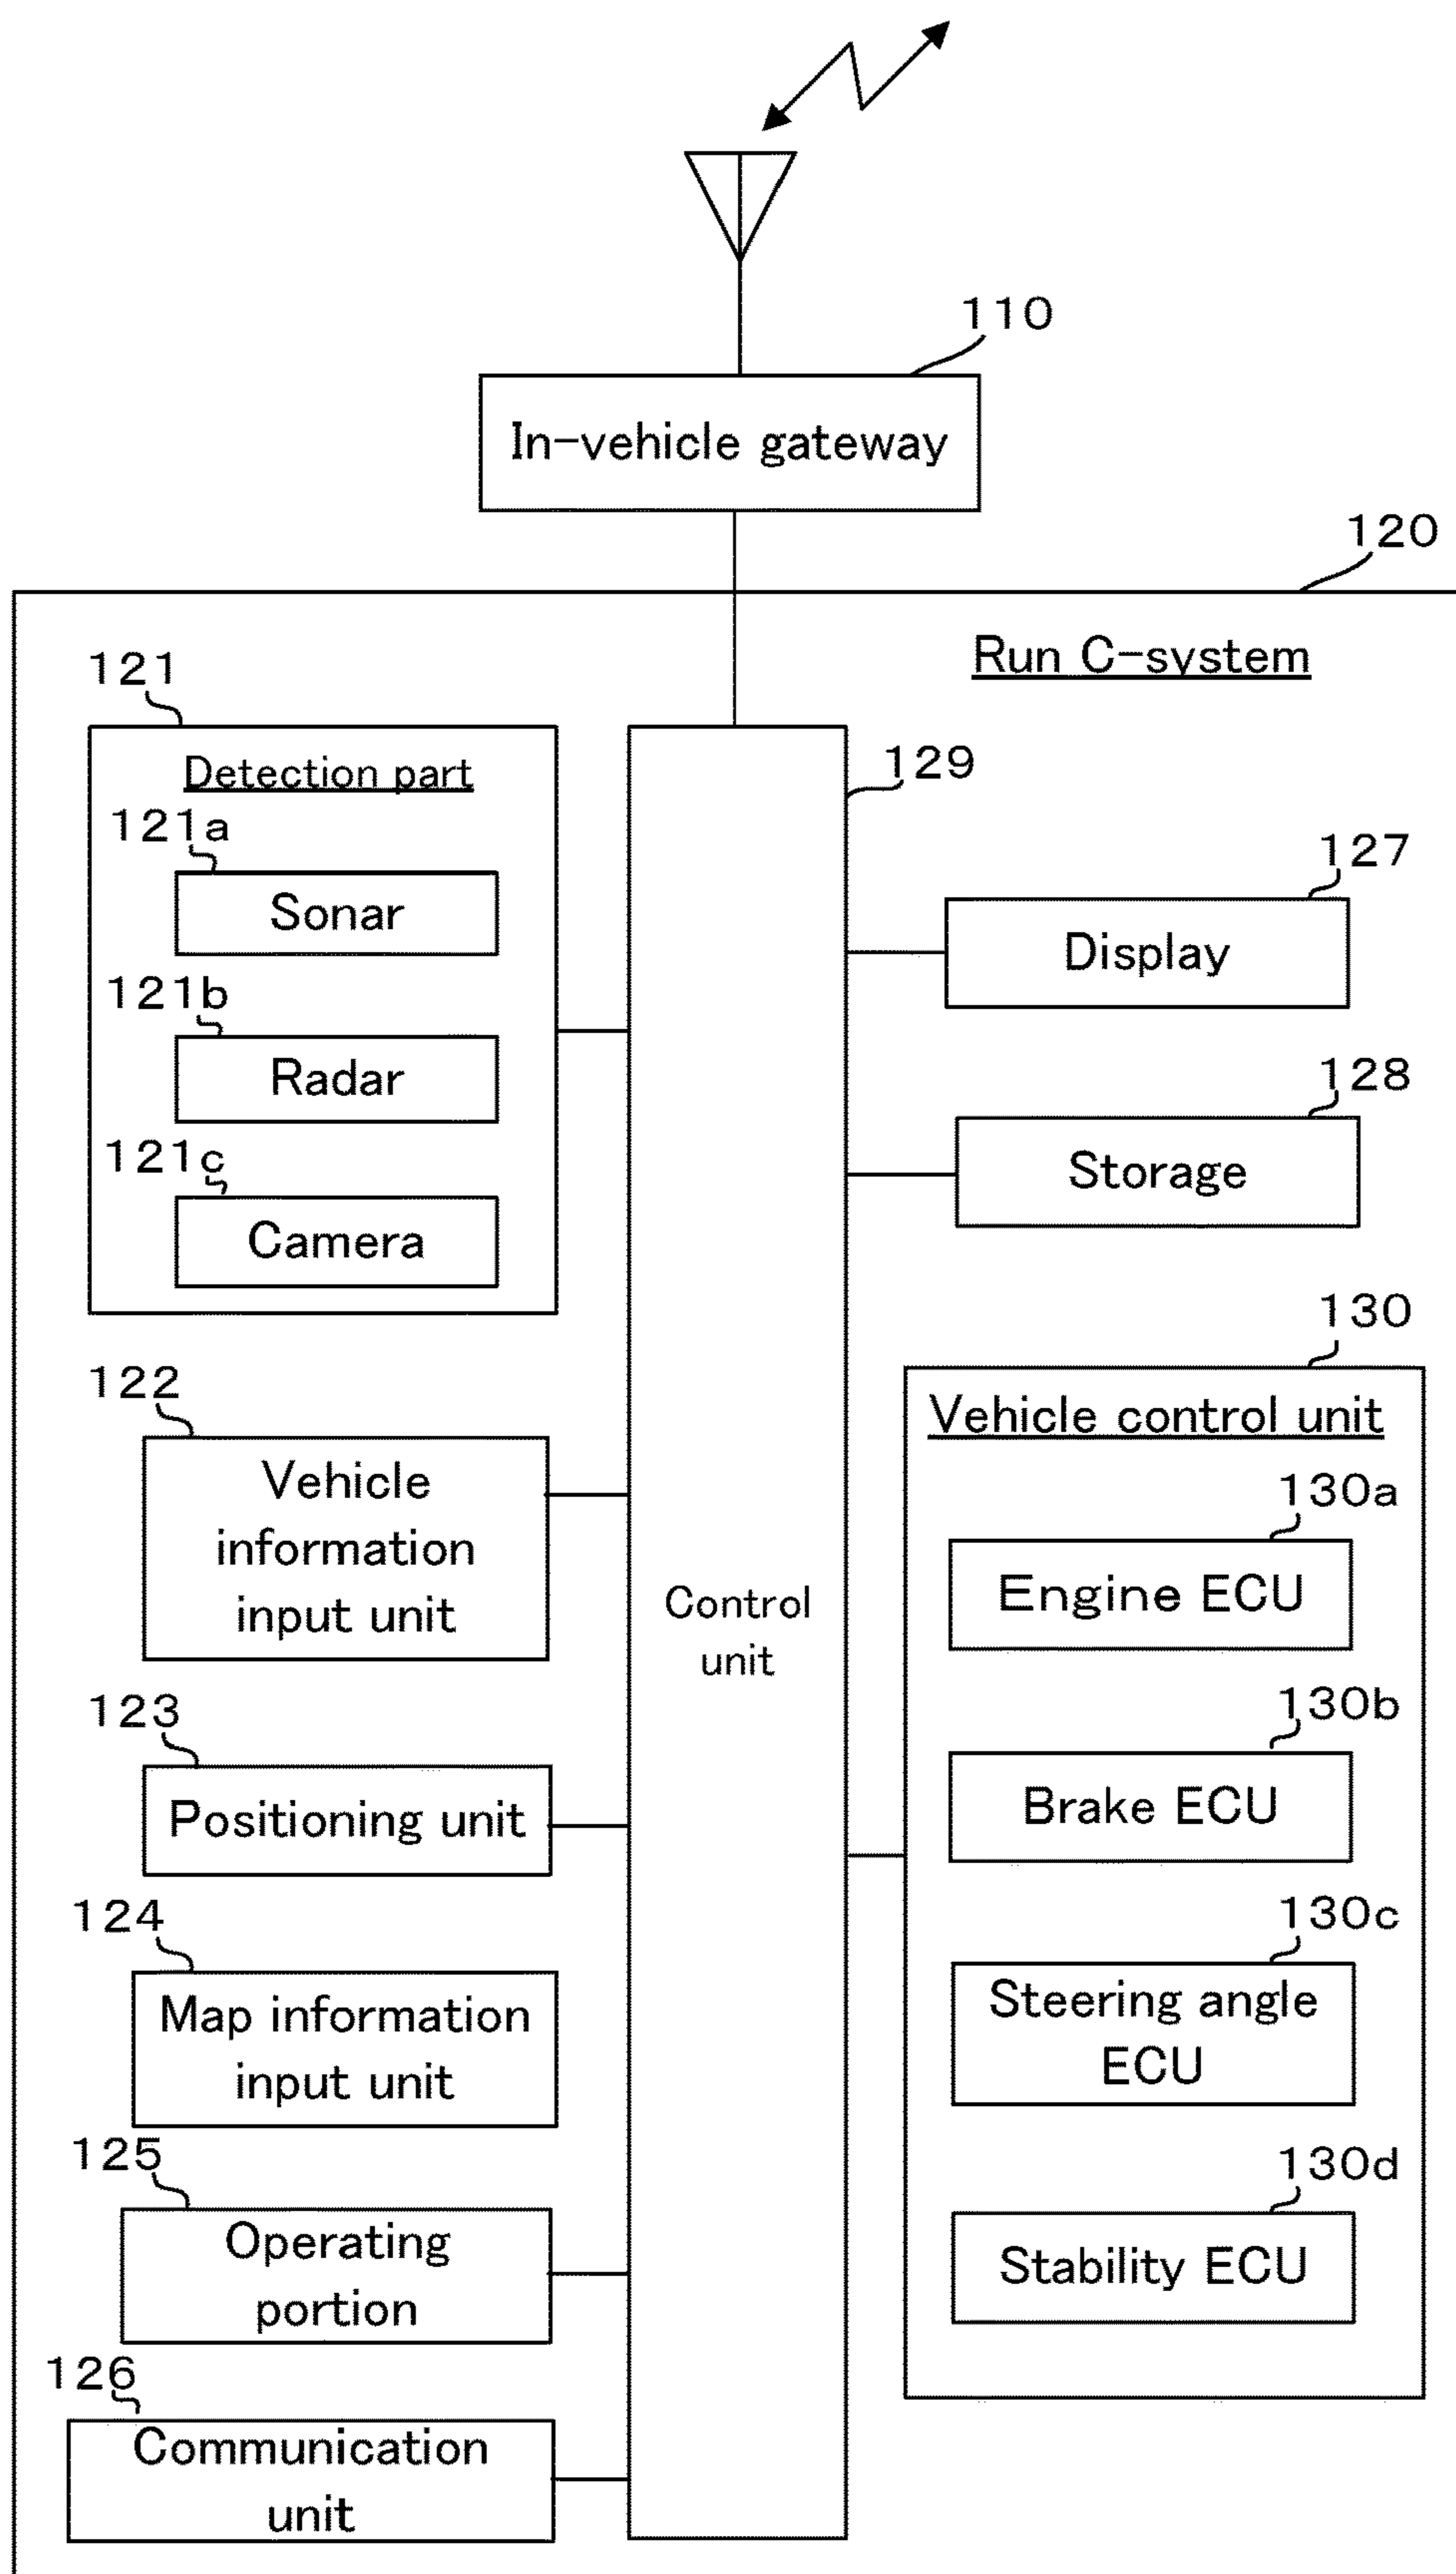 110
In-vehicle gateway
120
Run C-system
121
Detection part
121a
Sonar
121b
Radar
121c
Camera
122
Vehicle
information
input unit
123
Positioning unit
124
Map information
input unit
125
Operating
portion
126
Communication
unit
129
Control
unit
127
Display
128
Storage
130
Vehicle control unit
130a
Engine ECU
130b
Brake ECU
130c
Steering angle
ECU
130d
Stability ECU